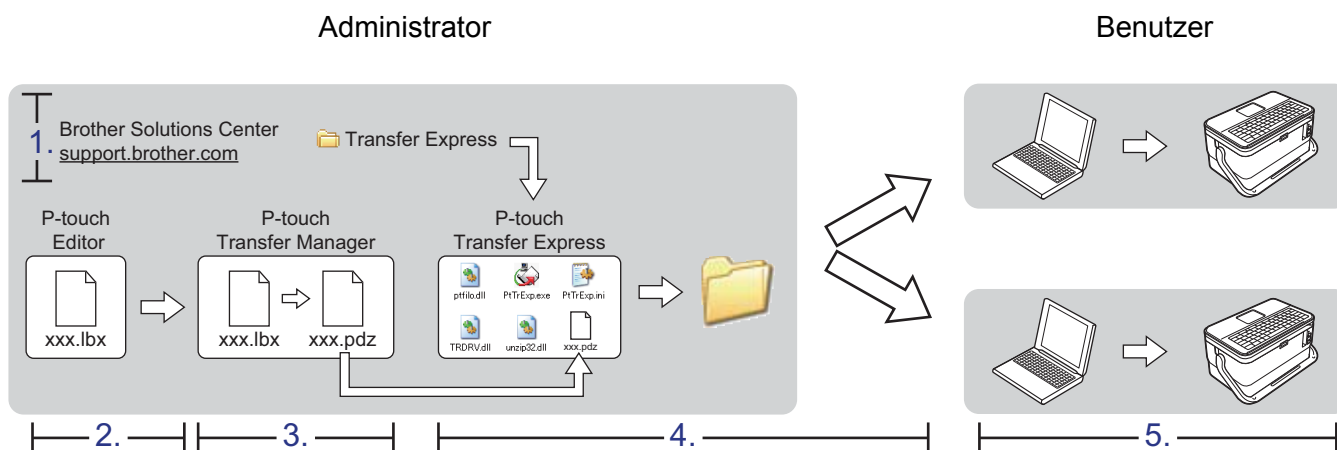 Administrator
Benutzer
1.
Brother Solutions Center
support.brother.com
Transfer Express
P-touch
Editor
xxx.lbx
P-touch
Transfer Manager
xxx.lbx
xxx.pdz
P-touch
Transfer Express
ptfilo.dll
PtTrExp.exe
PtTrExp.ini
TRDRV.dll
unzip32.dll
xxx.pdz
2.
3.
4.
5.